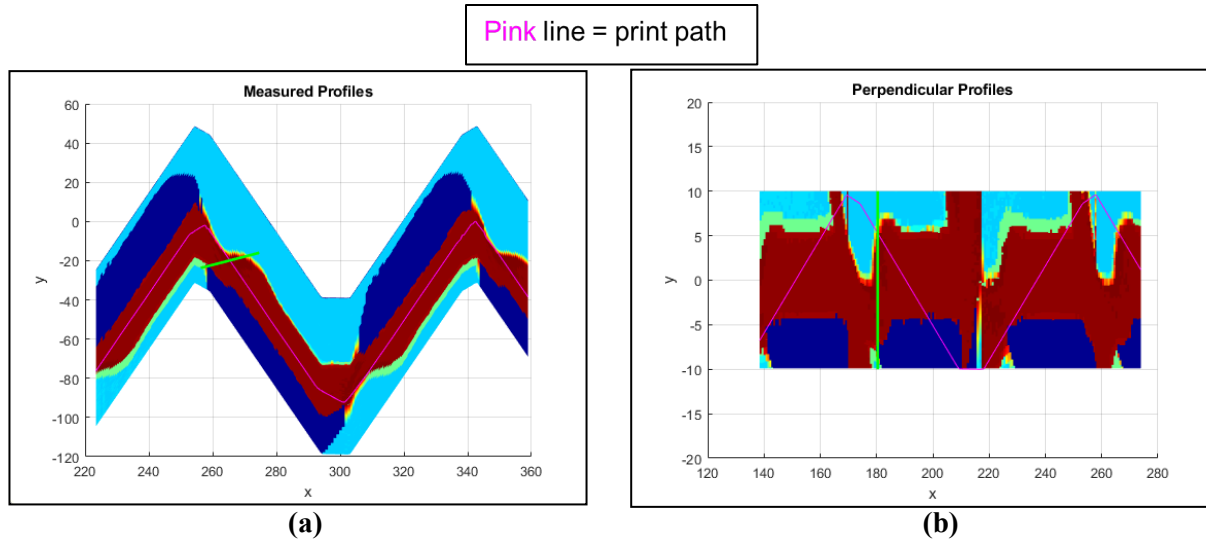 Pink line = print path
Measured Profiles
60
40
20
0
-20
-40
-60
-80
-100
-120
y
220 240 260 280 300 320 340 360
x
(a)
Perpendicular Profiles
20
15
10
5
0
-5
-10
-15
-20
y
120 140 160 180 200 220 240 260 280
x
(b)